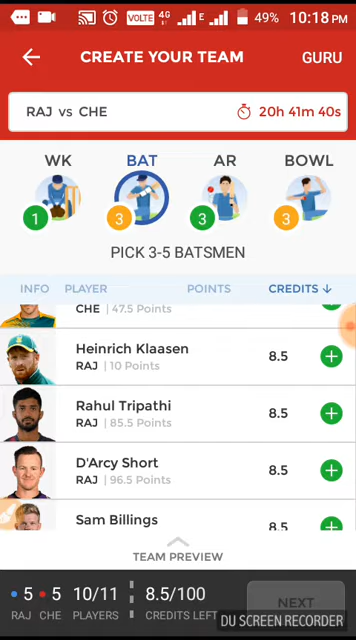 VOLTE 4G E 49% 10:18 PM
CREATE YOUR TEAM GURU
RAJ vs CHE 20h 41m 40s
WK BAT AR BOWL
1 3 3 3
PICK 3-5 BATSMEN
INFO PLAYER POINTS CREDITS ↓
CHE | 47.5 Points
Heinrich Klaasen
RAJ | 10 Points 8.5
Rahul Tripathi
RAJ | 85.5 Points 8.5
D'Arcy Short
RAJ | 96.5 Points 8.5
Sam Billings 8.5
TEAM PREVIEW
5 5 10/11 8.5/100 NEXT
RAJ CHE PLAYERS CREDITS LEFT
DU SCREEN RECORDER